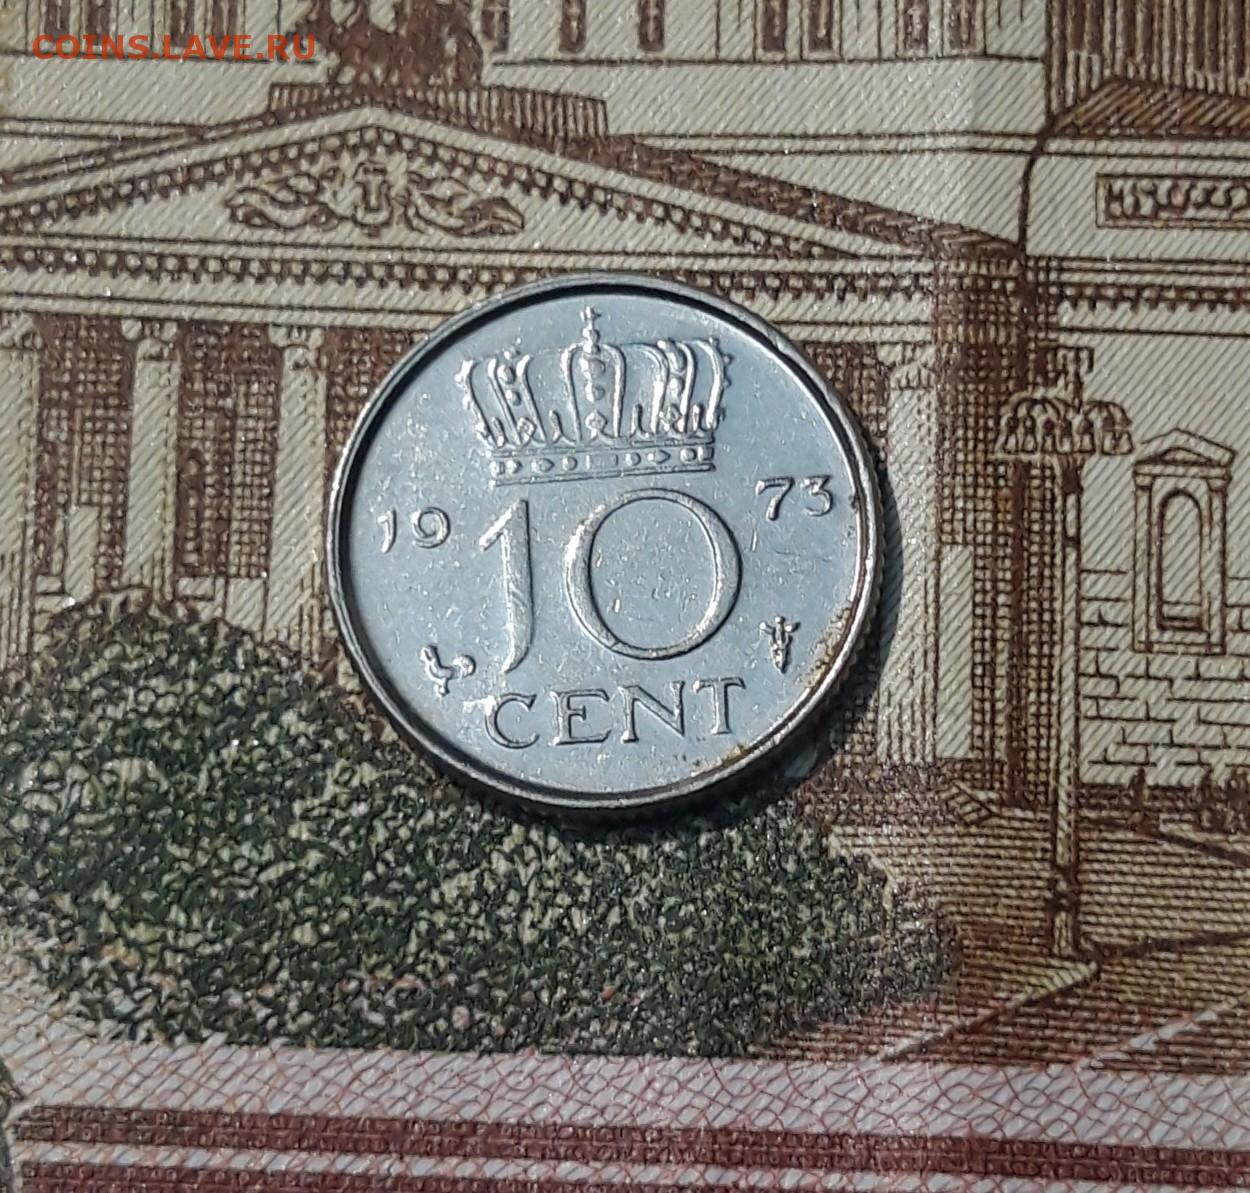 COINS.LAVE.RU
19 73
10
CENT